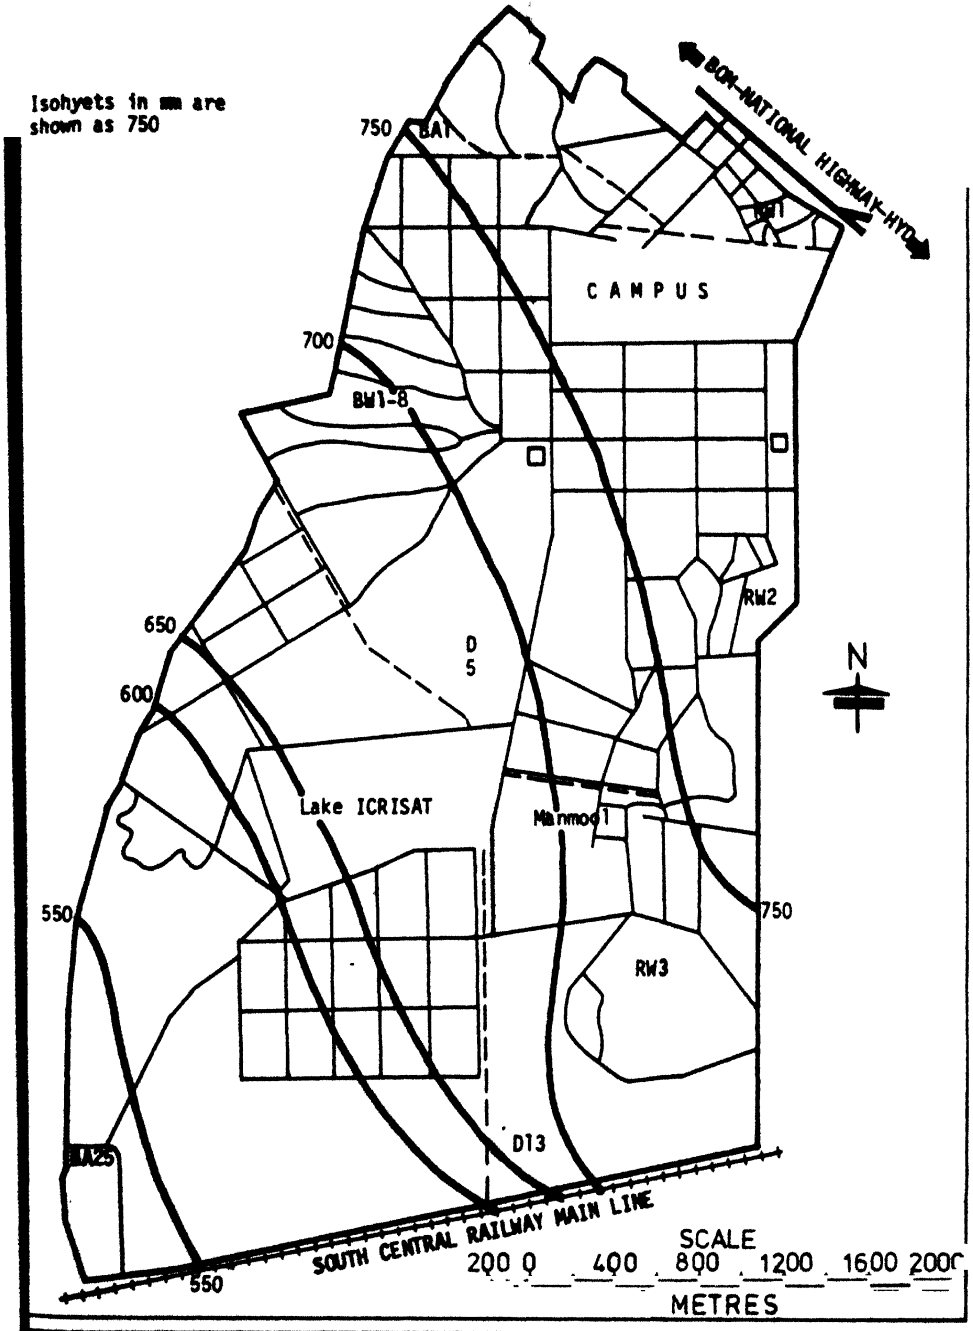 Isohyets in mm are
shown as 750
BOM-NATIONAL HIGHWAY-HYD
750
BA1
RW1
CAMPUS
700
BW1-8
RW2
650
D
5
N
600
Lake ICRISAT
Manmool
550
750
RW3
D13
BA25
SOUTH CENTRAL RAILWAY MAIN LINE
550
SCALE
200 0 400 800 1200 1600 2000
METRES